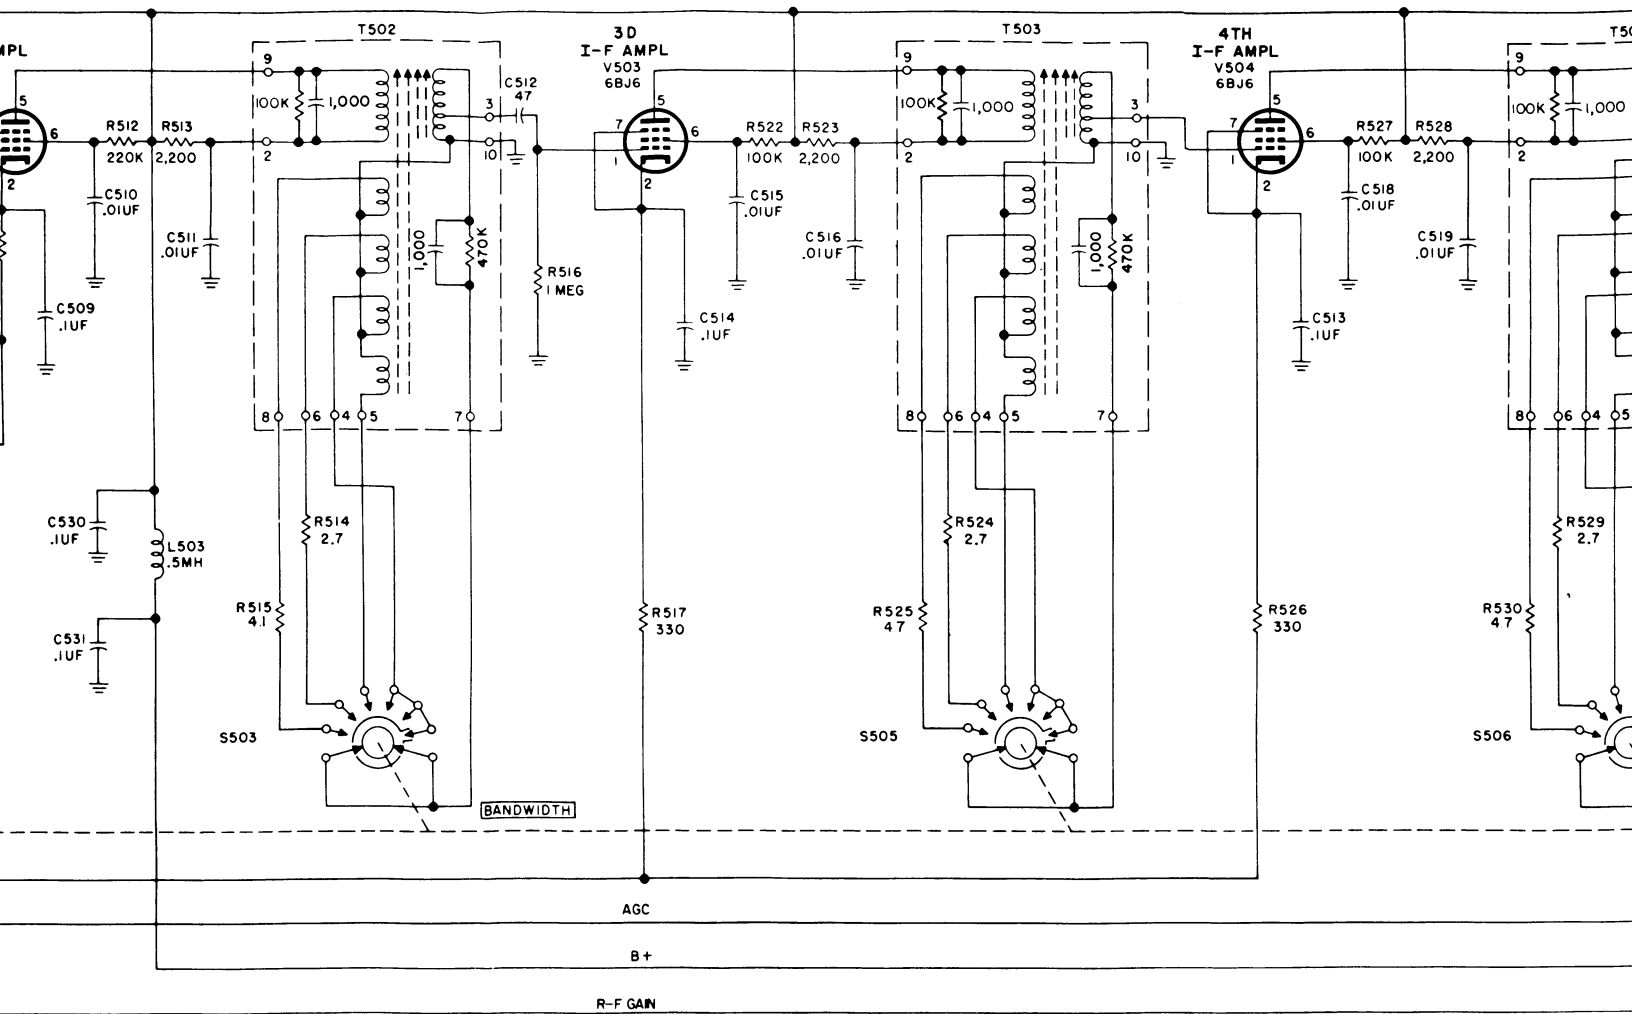 MPL
5
6
2
R512
220K
R513
2,200
C510
.01UF
C511
.01UF
C509
.1UF
C530
.1UF
L503
.5MH
C531
.1UF
T502
9
100K
1,000
2
3
10
1,000
470K
8
6
4
5
7
C512
47
R516
1 MEG
R514
2.7
R515
4.1
S503
BANDWIDTH
3D
I-F AMPL
V503
6BJ6
5
7
6
1
2
R522
100K
R523
2,200
C515
.01UF
C516
.01UF
C514
.1UF
R517
330
T503
9
100K
1,000
2
3
10
1,000
470K
8
6
4
5
7
R524
2.7
R525
47
S505
4TH
I-F AMPL
V504
6BJ6
5
7
6
1
2
R527
100K
R528
2,200
C518
.01UF
C519
.01UF
C513
.1UF
R526
330
T50
9
100K
1,000
2
8
6
4
5
R529
2.7
R530
4.7
S506
AGC
B+
R-F GAIN